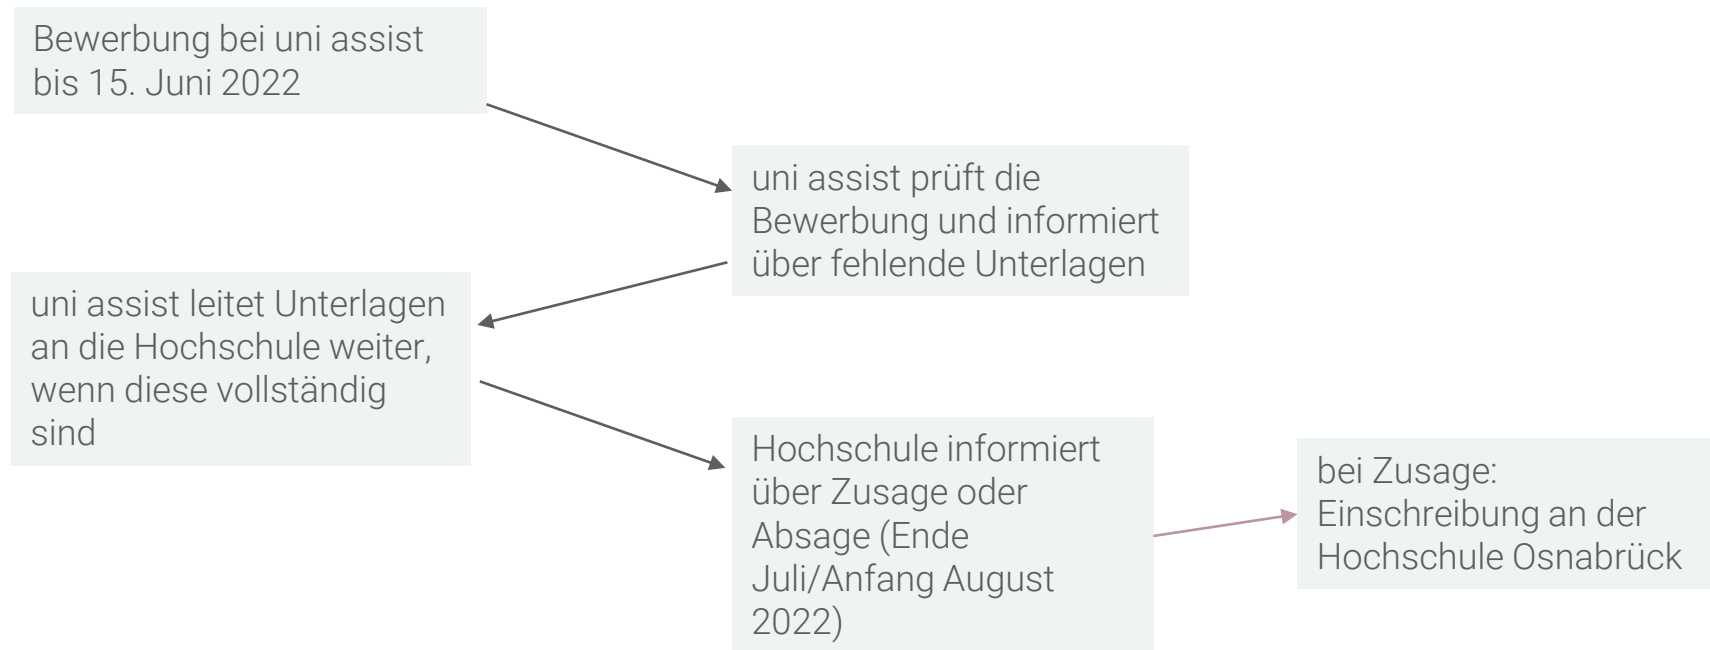 Bewerbung bei uni assist
bis 15. Juni 2022
uni assist prüft die
Bewerbung und informiert
über fehlende Unterlagen
uni assist leitet Unterlagen
an die Hochschule weiter,
wenn diese vollständig
sind
Hochschule informiert
über Zusage oder
Absage (Ende
Juli/Anfang August
2022)
bei Zusage:
Einschreibung an der
Hochschule Osnabrück